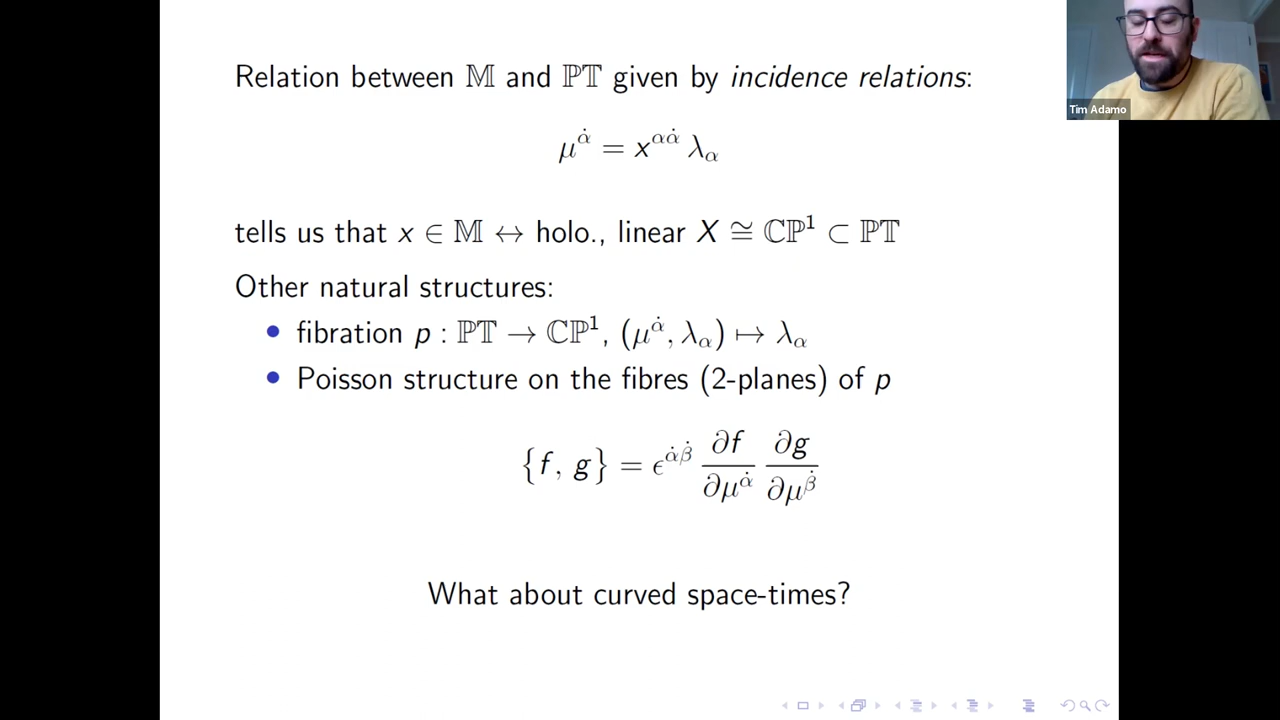 Relation between 𝕄 and ℙ𝕋 given by incidence relations:
μ^α̇ = x^{αα̇} λ_α
tells us that x ∈ 𝕄 ↔ holo., linear X ≅ ℂℙ¹ ⊂ ℙ𝕋
Other natural structures:
• fibration p : ℙ𝕋 → ℂℙ¹, (μ^α̇, λ_α) ↦ λ_α
• Poisson structure on the fibres (2-planes) of p
{f, g} = ϵ^{α̇β̇} ∂f/∂μ^α̇ ∂g/∂μ^β̇
What about curved space-times?
Tim Adamo